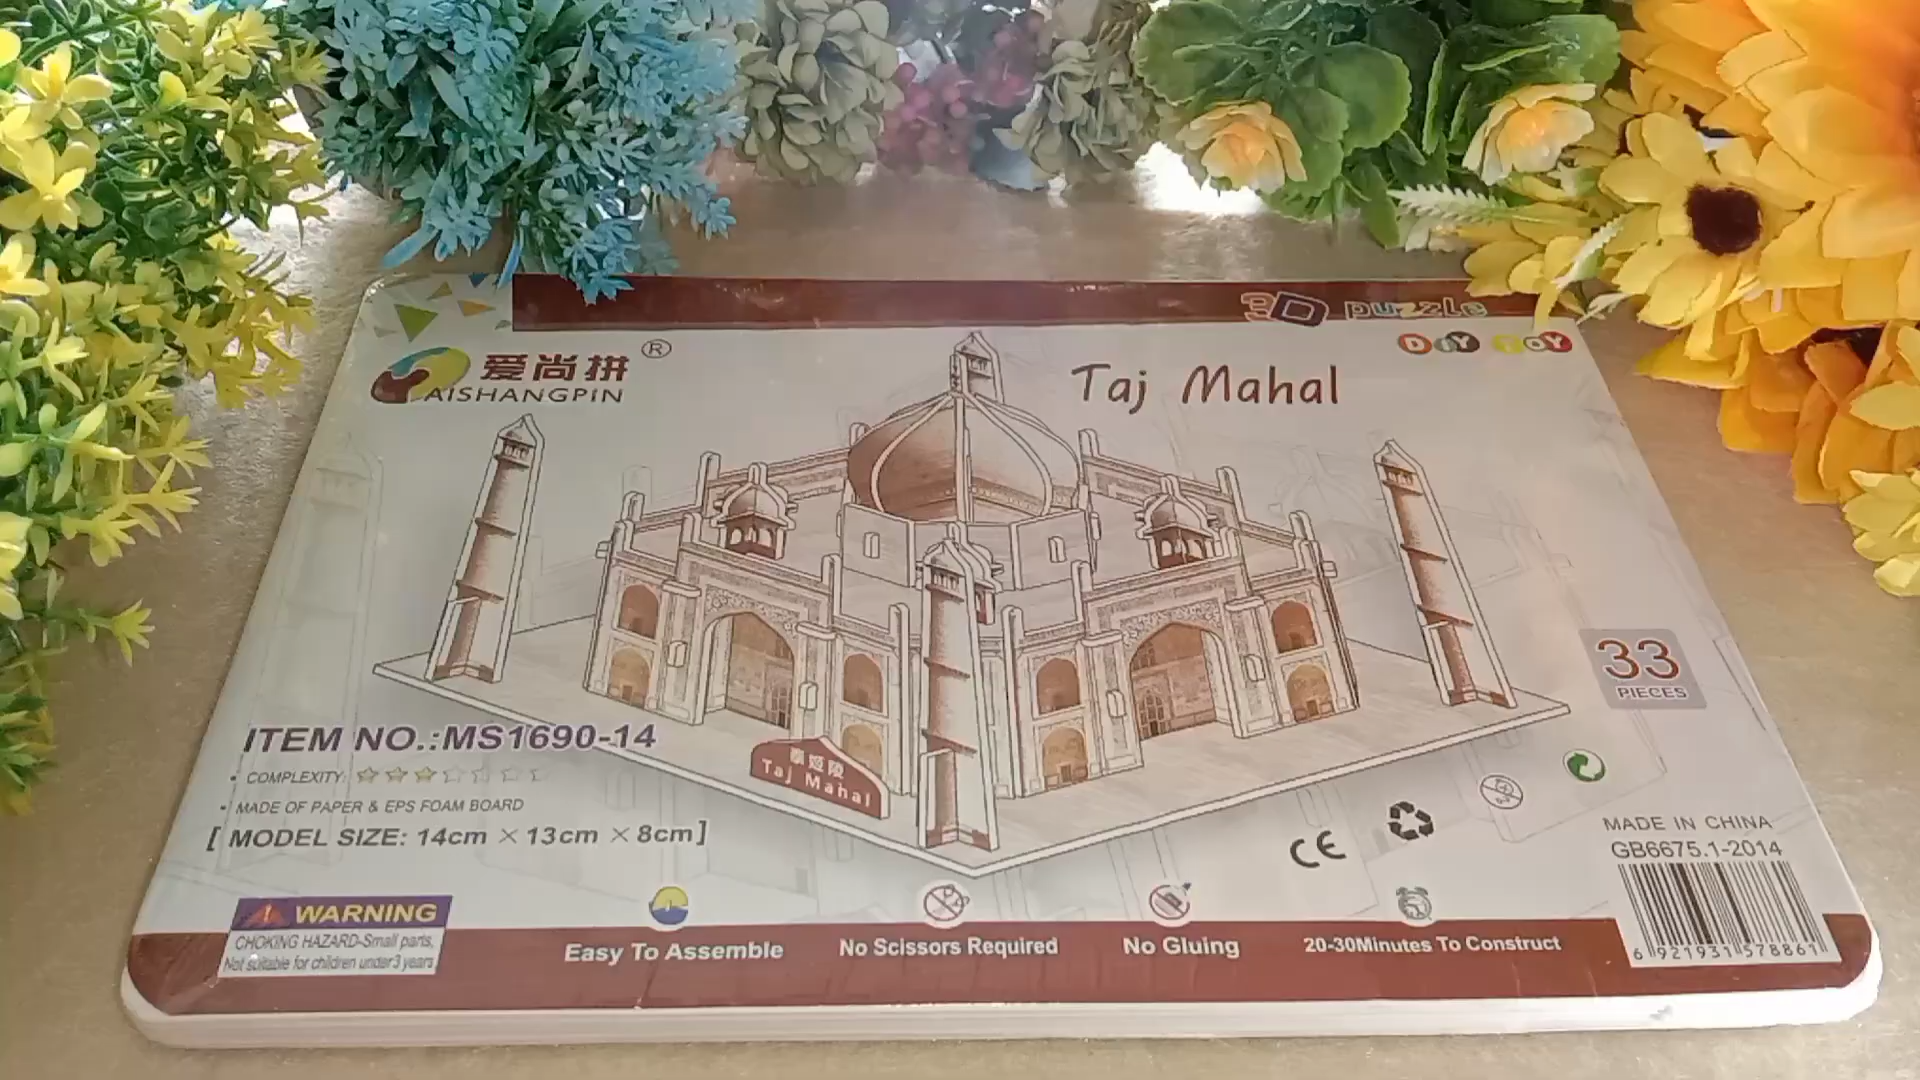 3D puzzle
DIY TOY
爱尚拼 ®
AISHANGPIN
Taj Mahal
33
PIECES
泰姬陵
Taj Mahal
ITEM NO.:MS1690-14
• COMPLEXITY:
• MADE OF PAPER & EPS FOAM BOARD
[ MODEL SIZE: 14cm ×13cm ×8cm]
CE
MADE IN CHINA
GB6675.1-2014
6 921931 578861
WARNING
CHOKING HAZARD-Small parts,
Not suitable for children under3 years
Easy To Assemble
No Scissors Required
No Gluing
20-30Minutes To Construct